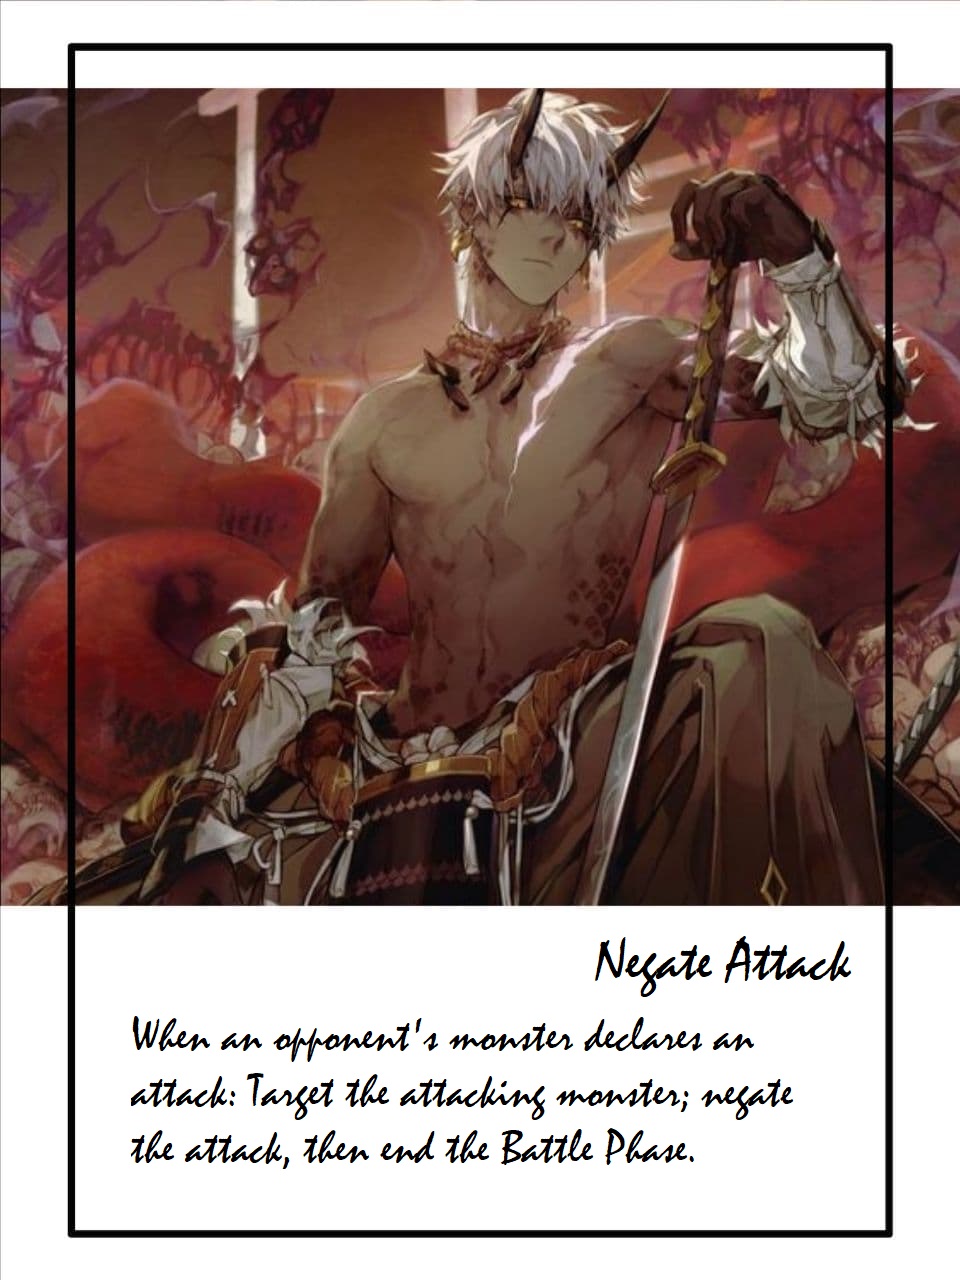 Negate Attack
When an opponent's monster declares an
attack: Target the attacking monster; negate
the attack, then end the Battle Phase.